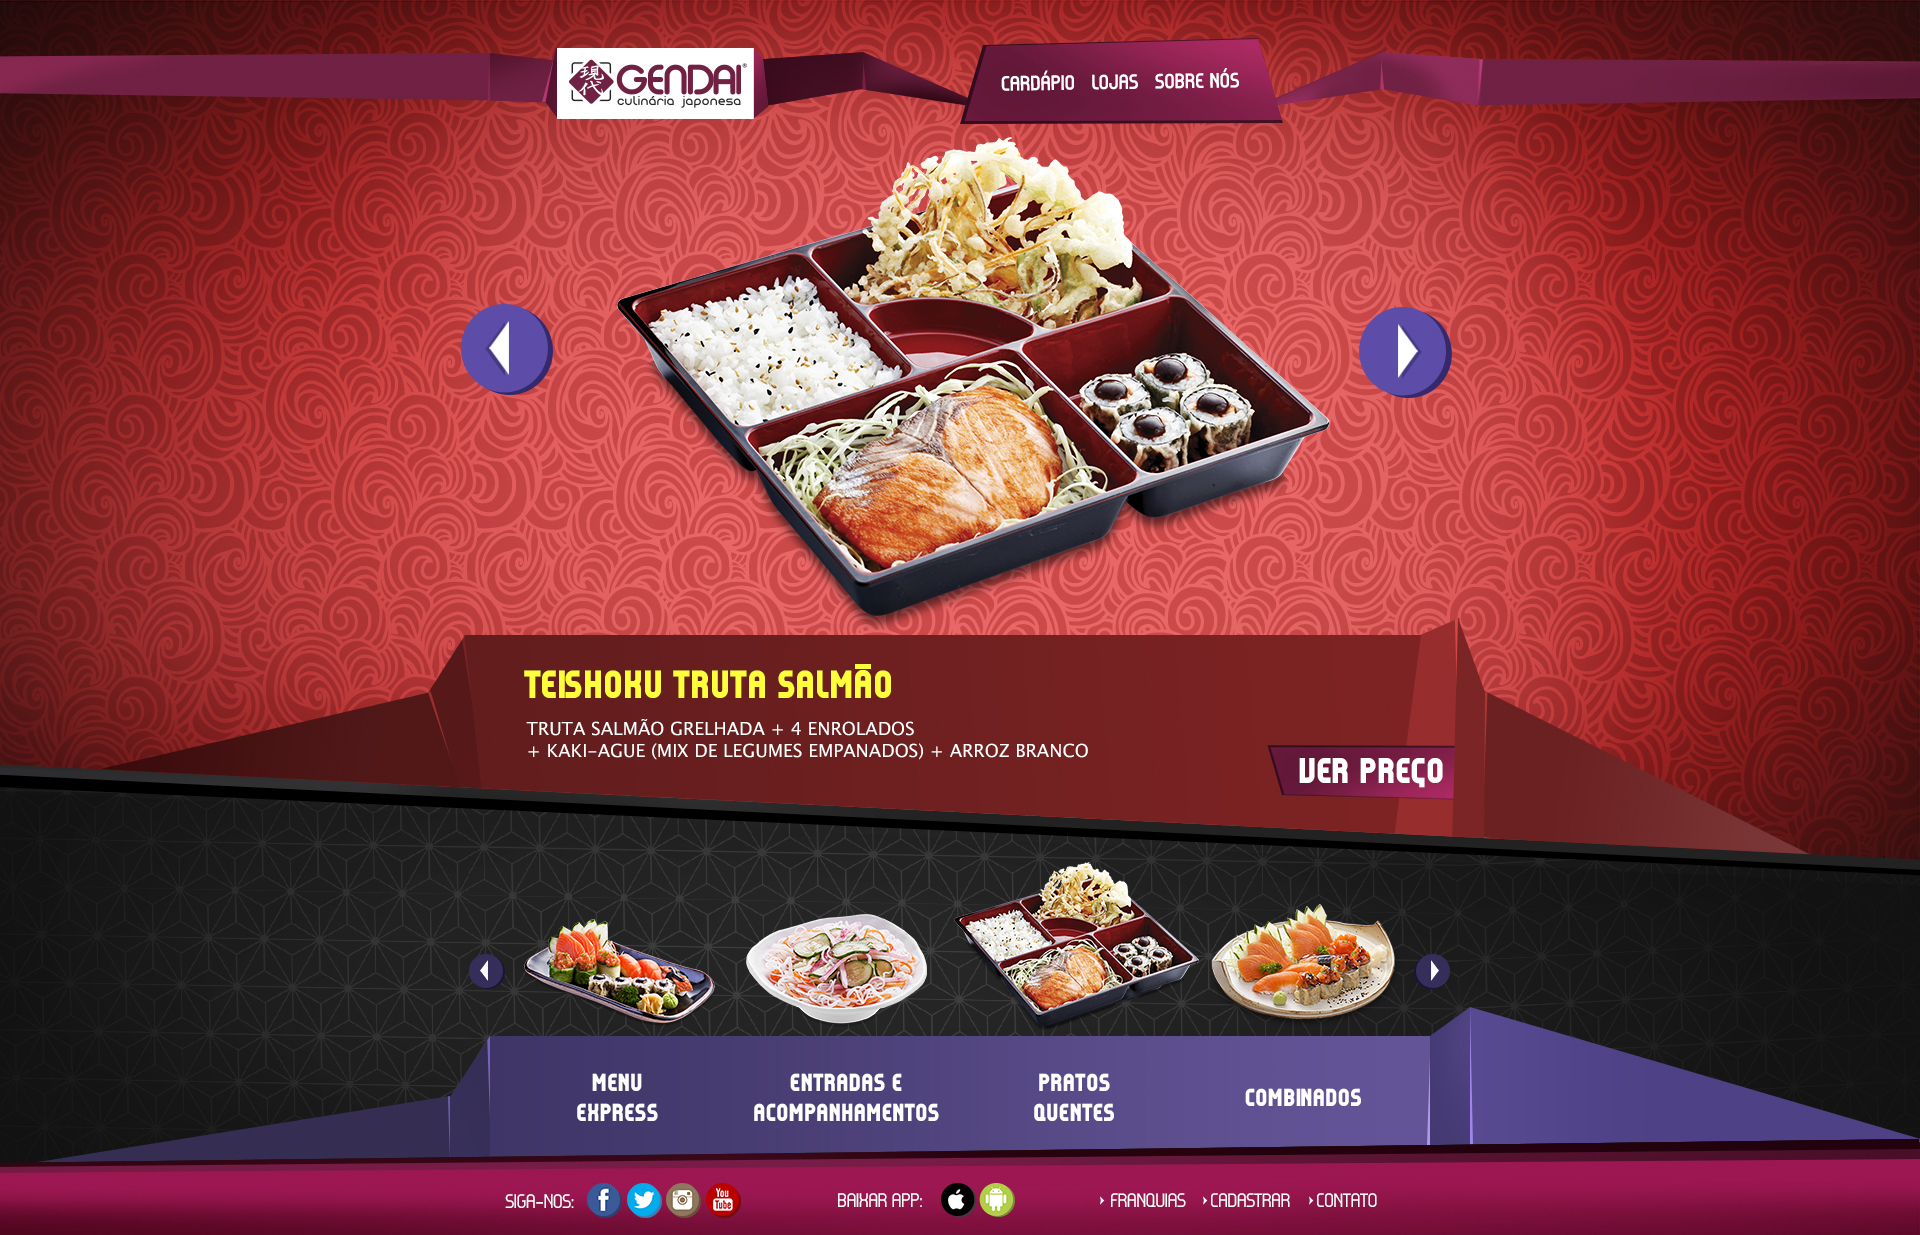 現代
GENDAI®
culinária japonesa
CARDÁPIO LOJAS SOBRE NÓS
TEISHOKU TRUTA SALMÃO
TRUTA SALMÃO GRELHADA + 4 ENROLADOS
+ KAKI-AGUE (MIX DE LEGUMES EMPANADOS) + ARROZ BRANCO
VER PREÇO
MENU
EXPRESS
ENTRADAS E
ACOMPANHAMENTOS
PRATOS
QUENTES
COMBINADOS
SIGA-NOS:
You
Tube
BAIXAR APP:
FRANQUIAS
CADASTRAR
CONTATO